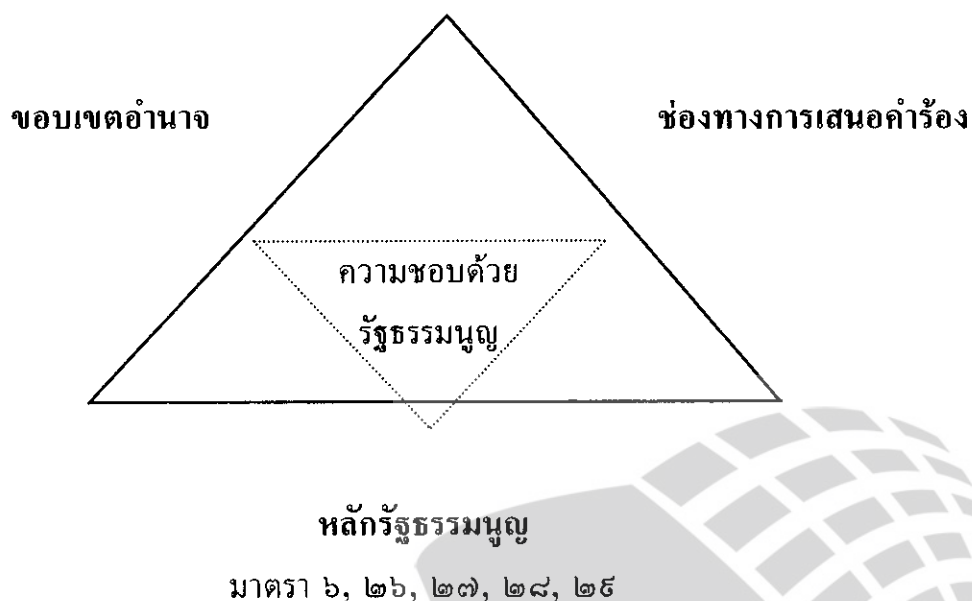 ขอบเขตอำนาจ
ช่องทางการเสนอคำร้อง
ความชอบด้วย
รัฐธรรมนูญ
หลักรัฐธรรมนูญ
มาตรา ๖, ๒๖, ๒๗, ๒๘, ๒๙